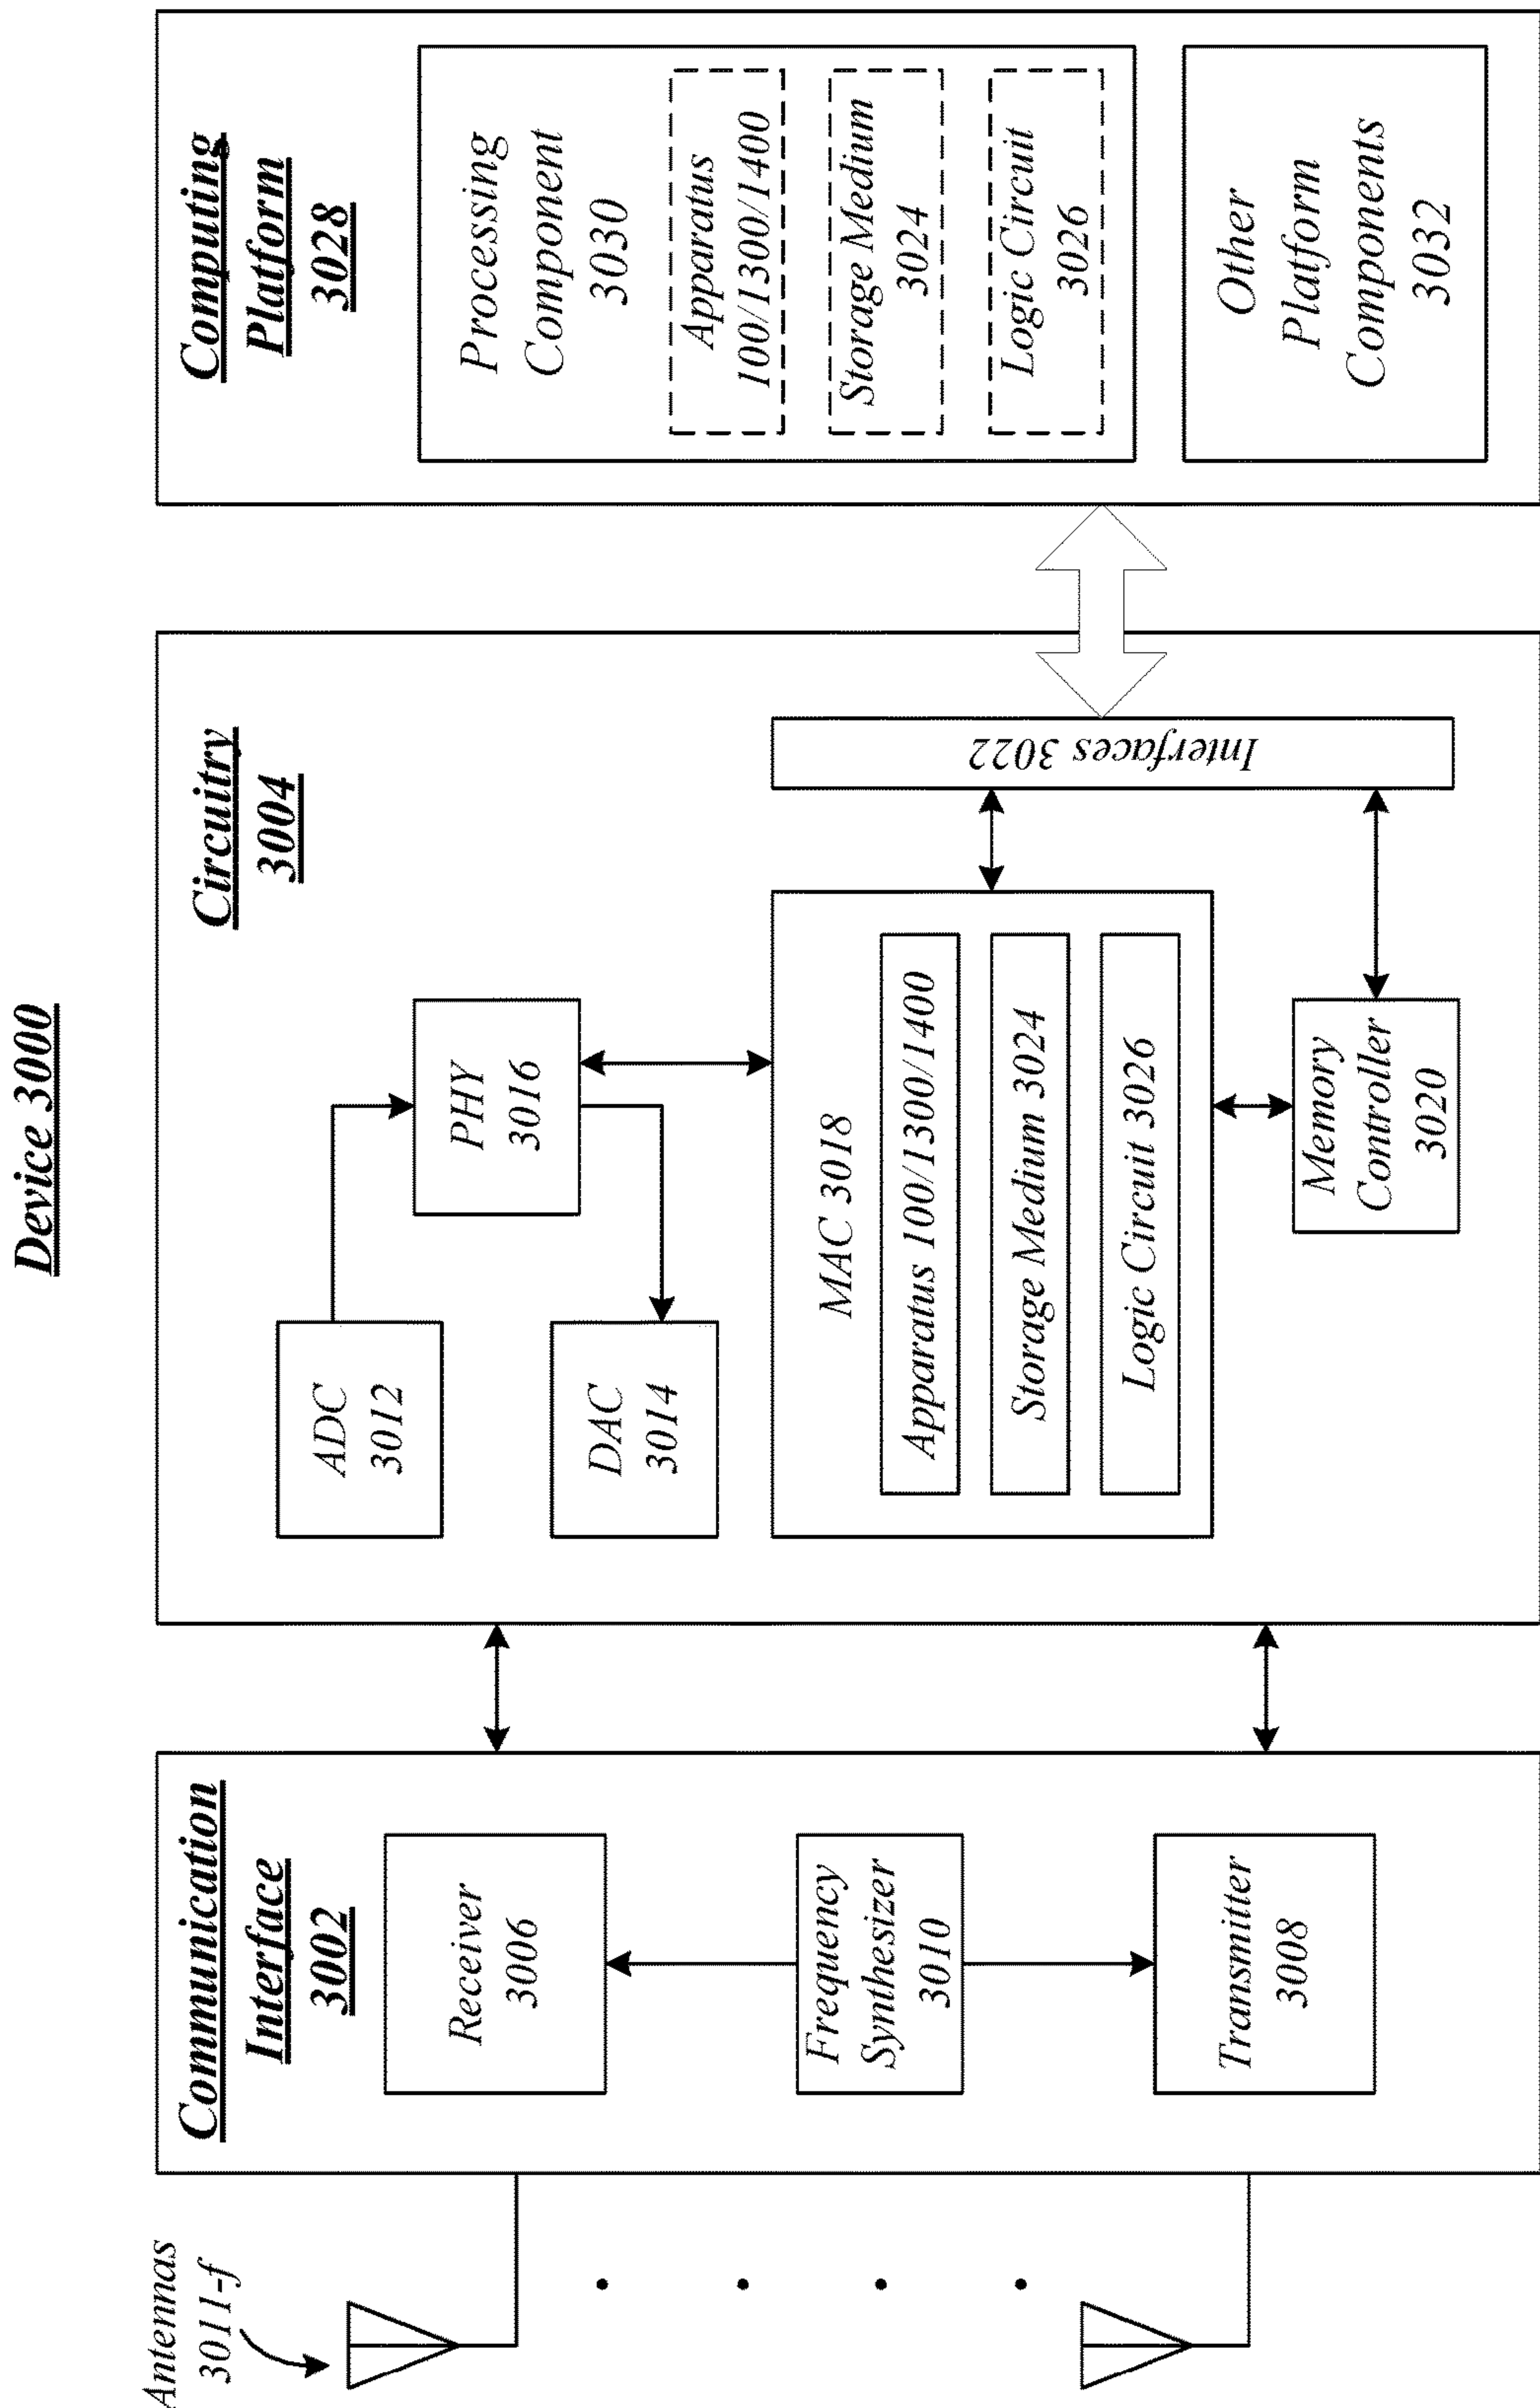 Device 3000
Antennas
3011-f
Communication
Interface
3002
Receiver
3006
Frequency
Synthesizer
3010
Transmitter
3008
Circuitry
3004
ADC
3012
PHY
3016
DAC
3014
MAC 3018
Apparatus 100/1300/1400
Storage Medium 3024
Logic Circuit 3026
Memory
Controller
3020
Interfaces 3022
Computing
Platform
3028
Processing
Component
3030
Apparatus
100/1300/1400
Storage Medium
3024
Logic Circuit
3026
Other
Platform
Components
3032